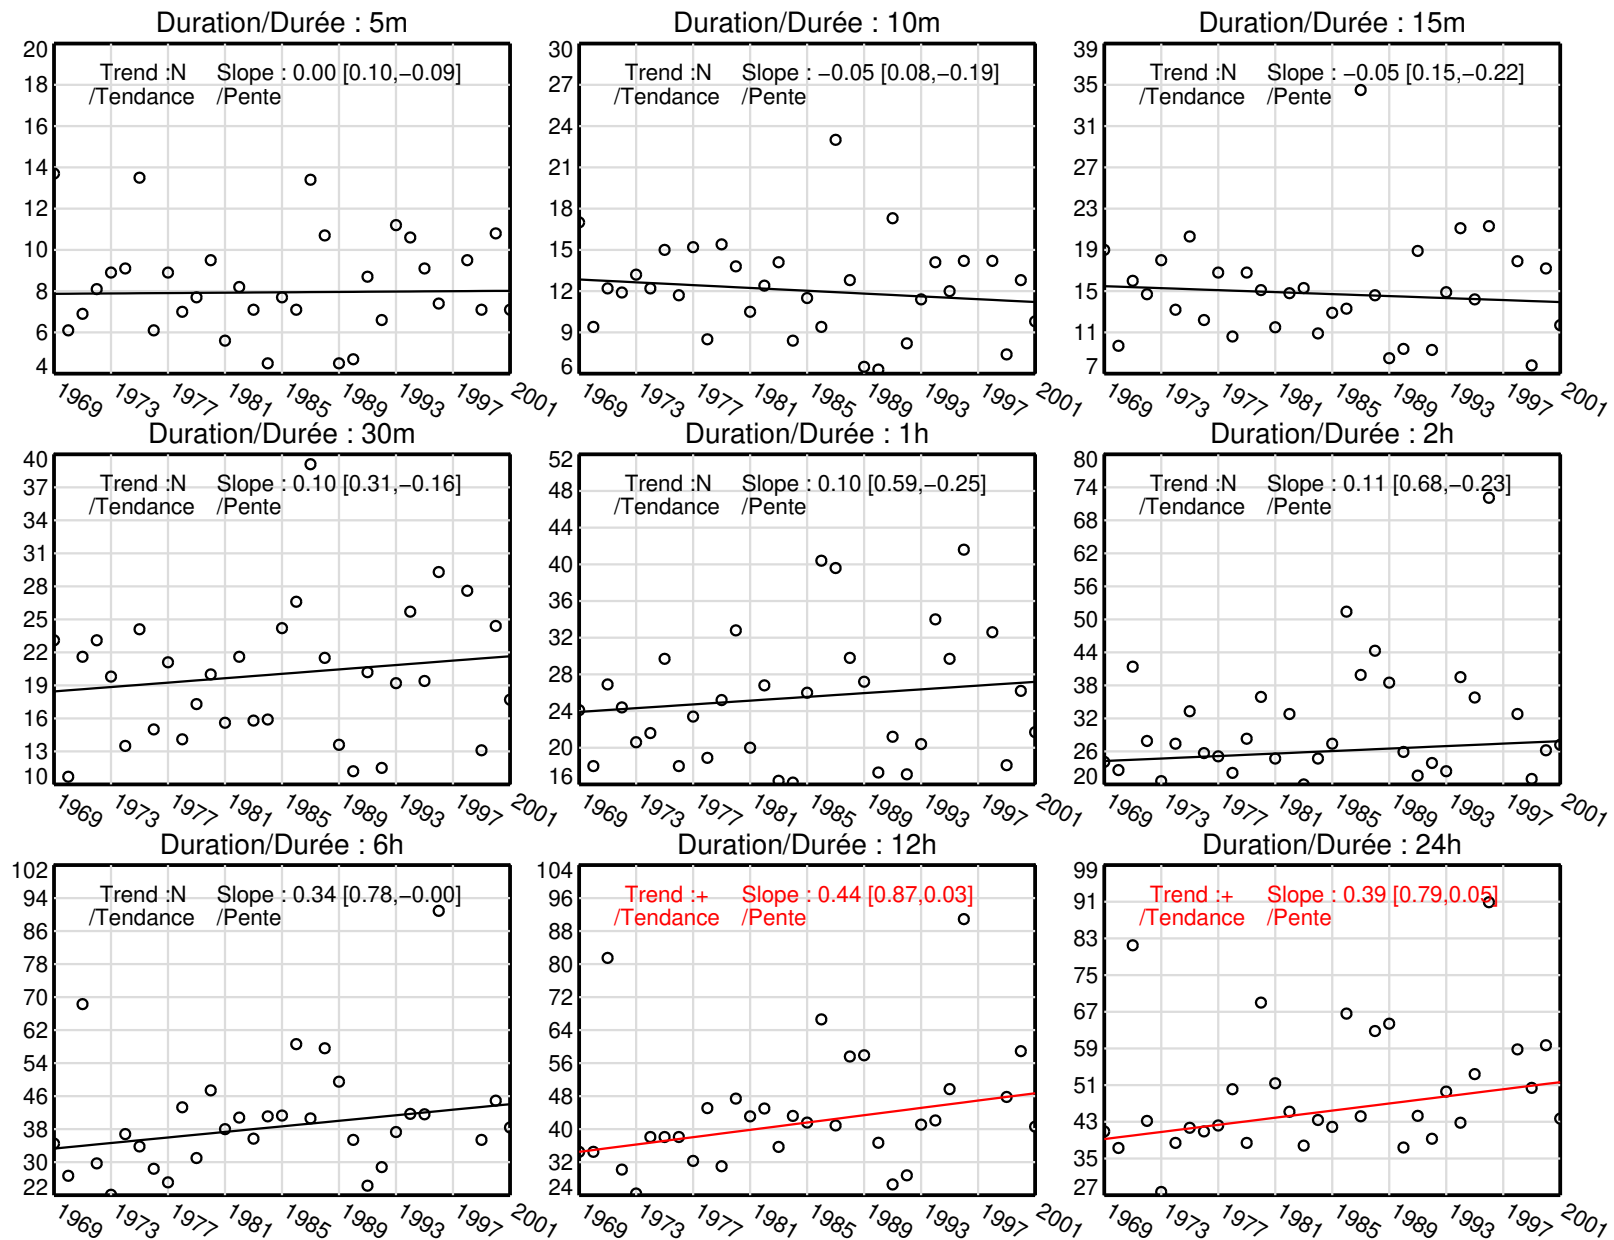 Duration/Durée : 5m
20
18
16
14
12
10
8
6
4
Trend :N Slope : 0.00 [0.10,−0.09]
/Tendance /Pente
1969 1973 1977 1981 1985 1989 1993 1997 2001
Duration/Durée : 10m
30
27
24
21
18
15
12
9
6
Trend :N Slope : −0.05 [0.08,−0.19]
/Tendance /Pente
1969 1973 1977 1981 1985 1989 1993 1997 2001
Duration/Durée : 15m
39
35
31
27
23
19
15
11
7
Trend :N Slope : −0.05 [0.15,−0.22]
/Tendance /Pente
1969 1973 1977 1981 1985 1989 1993 1997 2001
Duration/Durée : 30m
40
37
34
31
28
25
22
19
16
13
10
Trend :N Slope : 0.10 [0.31,−0.16]
/Tendance /Pente
1969 1973 1977 1981 1985 1989 1993 1997 2001
Duration/Durée : 1h
52
48
44
40
36
32
28
24
20
16
Trend :N Slope : 0.10 [0.59,−0.25]
/Tendance /Pente
1969 1973 1977 1981 1985 1989 1993 1997 2001
Duration/Durée : 2h
80
74
68
62
56
50
44
38
32
26
20
Trend :N Slope : 0.11 [0.68,−0.23]
/Tendance /Pente
1969 1973 1977 1981 1985 1989 1993 1997 2001
Duration/Durée : 6h
102
94
86
78
70
62
54
46
38
30
22
Trend :N Slope : 0.34 [0.78,−0.00]
/Tendance /Pente
1969 1973 1977 1981 1985 1989 1993 1997 2001
Duration/Durée : 12h
104
96
88
80
72
64
56
48
40
32
24
Trend :+ Slope : 0.44 [0.87,0.03]
/Tendance /Pente
1969 1973 1977 1981 1985 1989 1993 1997 2001
Duration/Durée : 24h
99
91
83
75
67
59
51
43
35
27
Trend :+ Slope : 0.39 [0.79,0.05]
/Tendance /Pente
1969 1973 1977 1981 1985 1989 1993 1997 2001